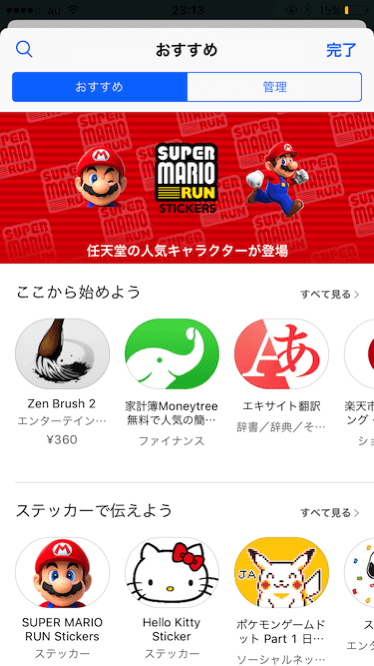 au 23:13 15%
おすすめ 完了
おすすめ 管理
SUPER MARIO RUN
STICKERS
任天堂の人気キャラクターが登場
ここから始めよう すべて見る
Zen Brush 2
エンターテイン…
¥360
家計簿Moneytree
無料で人気の簡…
ファイナンス
エキサイト翻訳
辞書／辞典／そ…
楽天市
ング・
ショ
ステッカーで伝えよう すべて見る
SUPER MARIO
RUN Stickers
ステッカー
Hello Kitty
Sticker
ステッカー
JA
ポケモンゲームド
ット Part 1 日…
ソーシャルネッ…
ス
エンタ